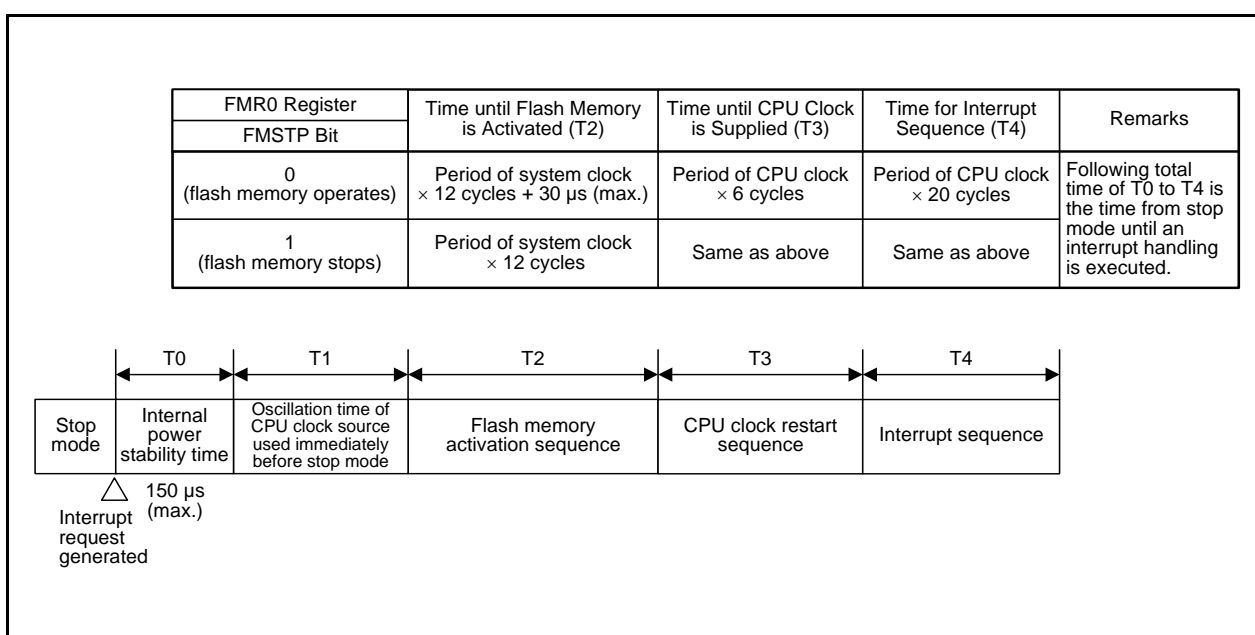 FMR0 Register
FMSTP Bit
Time until Flash Memory
is Activated (T2)
Time until CPU Clock
is Supplied (T3)
Time for Interrupt
Sequence (T4)
Remarks
0
(flash memory operates)
Period of system clock
× 12 cycles + 30 µs (max.)
Period of CPU clock
× 6 cycles
Period of CPU clock
× 20 cycles
Following total
time of T0 to T4 is
the time from stop
mode until an
interrupt handling
is executed.
1
(flash memory stops)
Period of system clock
× 12 cycles
Same as above
Same as above
T0
T1
T2
T3
T4
Stop
mode
Internal
power
stability time
Oscillation time of
CPU clock source
used immediately
before stop mode
Flash memory
activation sequence
CPU clock restart
sequence
Interrupt sequence
150 µs
(max.)
Interrupt
request
generated